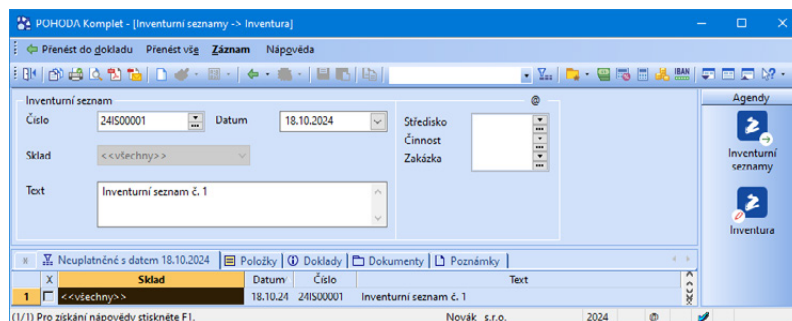 POHODA Komplet - [Inventurní seznamy -> Inventura]
Přenést do dokladu Přenést vše Záznam Nápověda
IBAN
Inventurní seznam @ Agendy
Číslo 24IS00001 Datum 18.10.2024 Středisko
Činnost
Sklad <<všechny>> Zakázka
Inventurní seznamy
Text Inventurní seznam č. 1
Inventura
Neuplatněné s datem 18.10.2024 Položky Doklady Dokumenty Poznámky
X Sklad Datum Číslo Text
1 <<všechny>> 18.10.24 24IS00001 Inventurní seznam č. 1
(1/1) Pro získání nápovědy stiskněte F1. Novák s.r.o. 2024 @